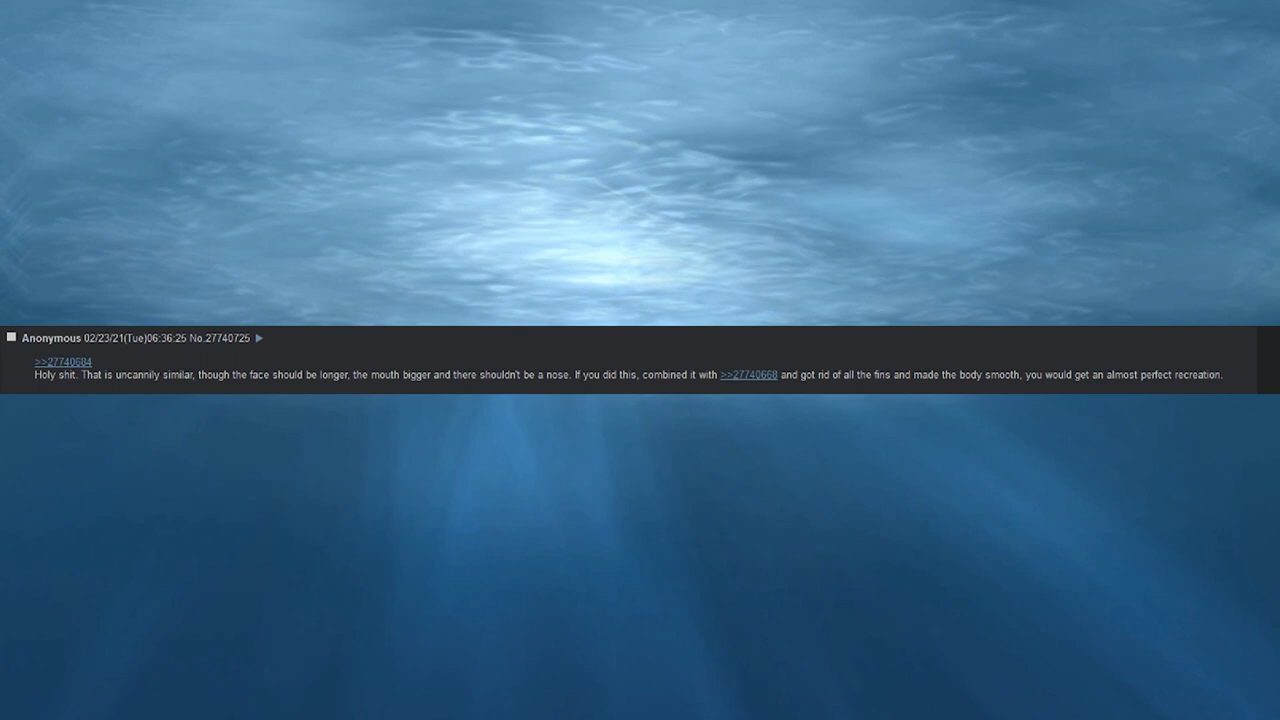 Anonymous 02/23/21(Tue)06:36:25 No.27740725
>>27740684
Holy shit. That is uncannily similar, though the face should be longer, the mouth bigger and there shouldn't be a nose. If you did this, combined it with >>27740668 and got rid of all the fins and made the body smooth, you would get an almost perfect recreation.